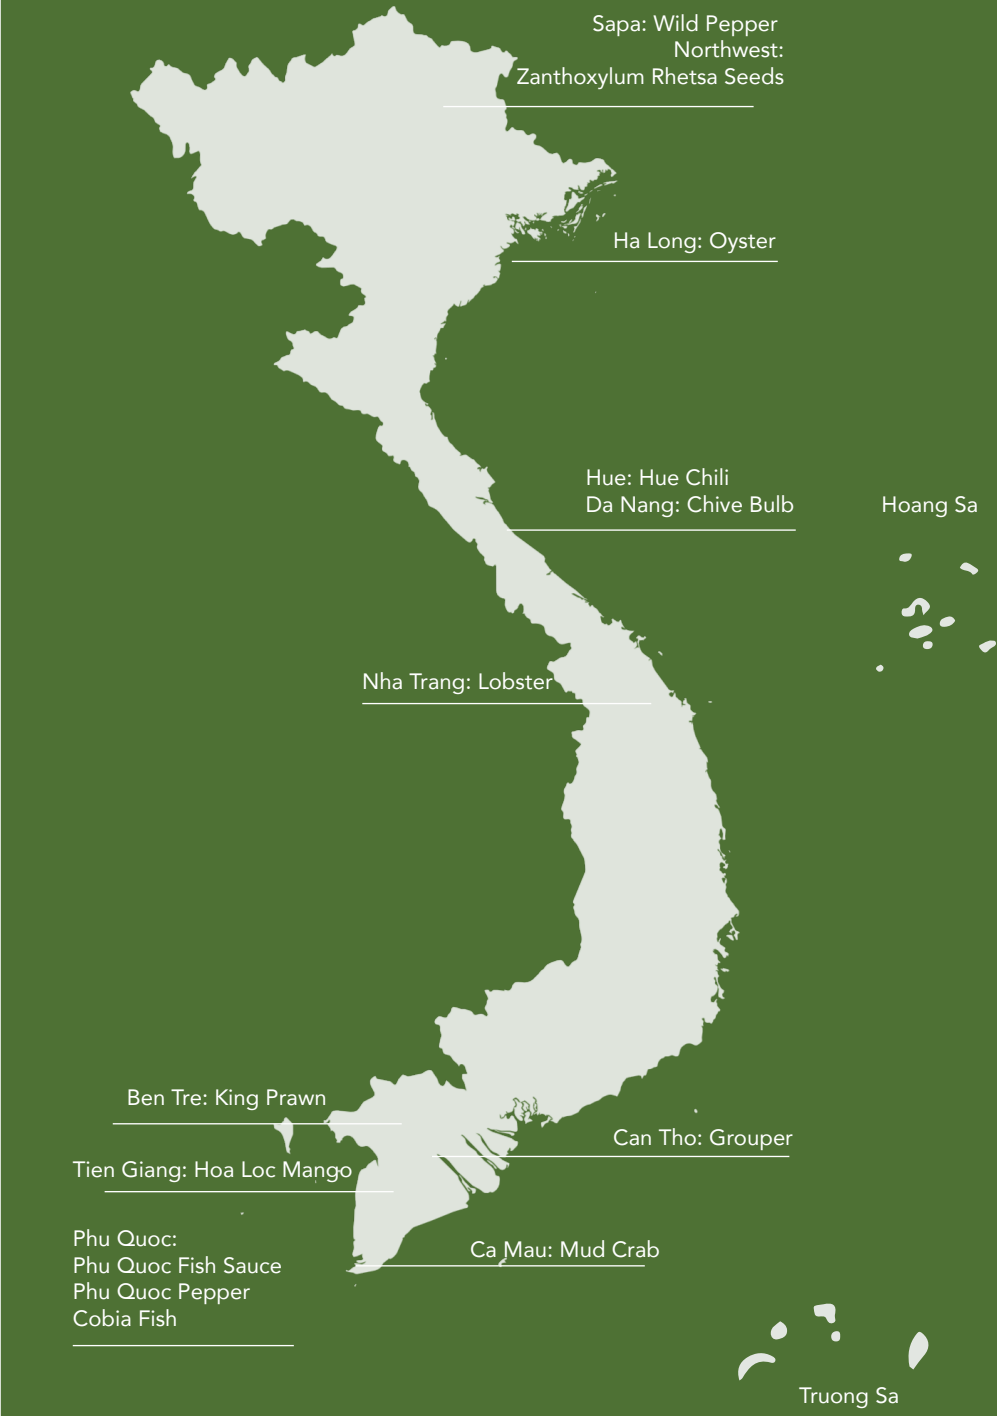 Sapa: Wild Pepper
Northwest:
Zanthoxylum Rhetsa Seeds
Ha Long: Oyster
Hue: Hue Chili
Da Nang: Chive Bulb
Hoang Sa
Nha Trang: Lobster
Ben Tre: King Prawn
Can Tho: Grouper
Tien Giang: Hoa Loc Mango
Phu Quoc:
Phu Quoc Fish Sauce
Phu Quoc Pepper
Cobia Fish
Ca Mau: Mud Crab
Truong Sa